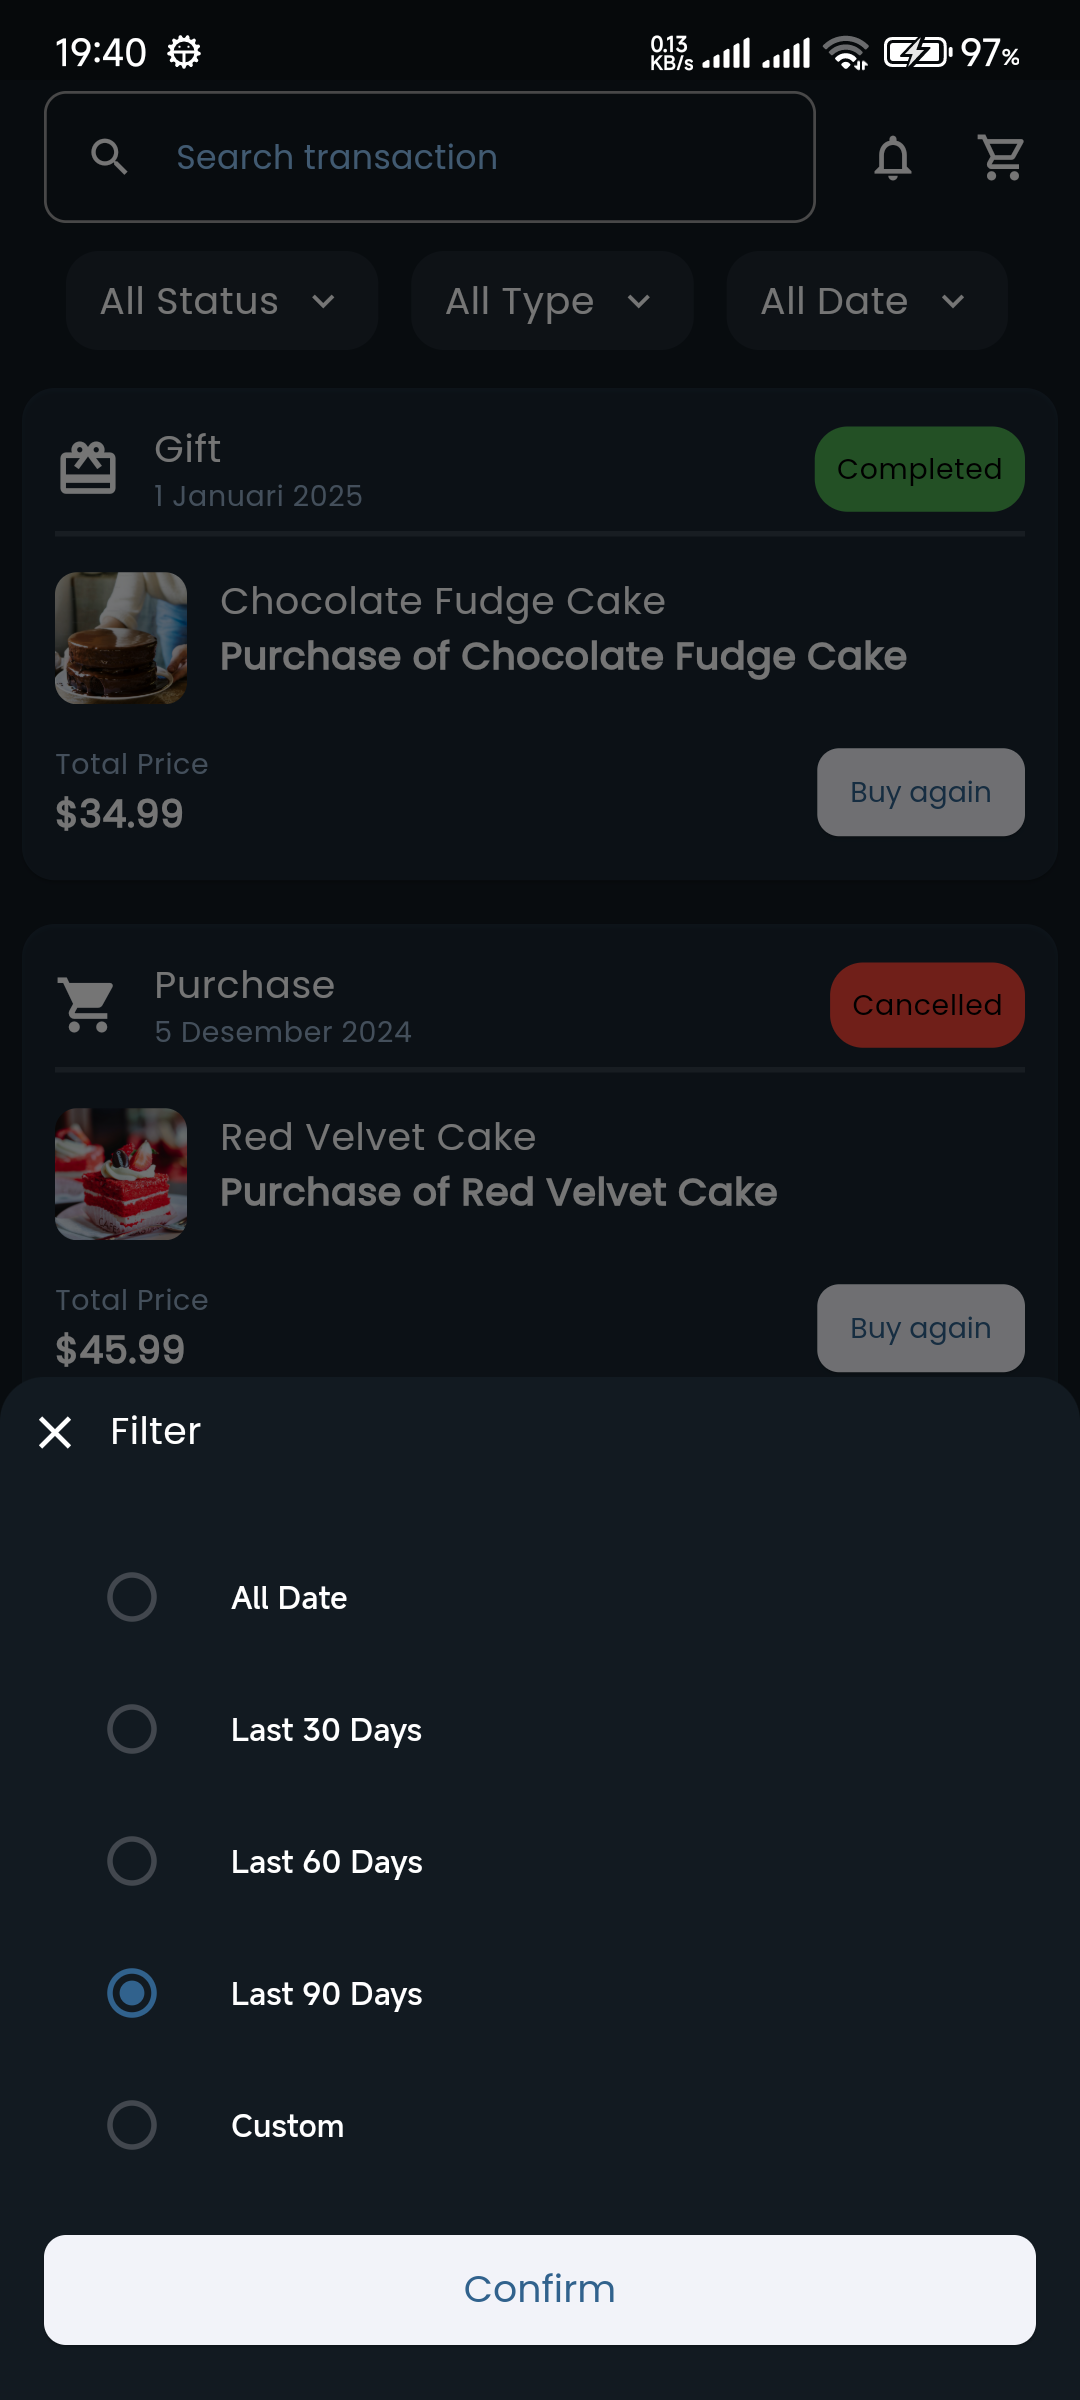 19:40
0.13
KB/s
97%
Search transaction
All Status
All Type
All Date
Gift
1 Januari 2025
Completed
Chocolate Fudge Cake
Purchase of Chocolate Fudge Cake
Total Price
$34.99
Buy again
Purchase
5 Desember 2024
Cancelled
Red Velvet Cake
Purchase of Red Velvet Cake
Total Price
$45.99
Buy again
Filter
All Date
Last 30 Days
Last 60 Days
Last 90 Days
Custom
Confirm